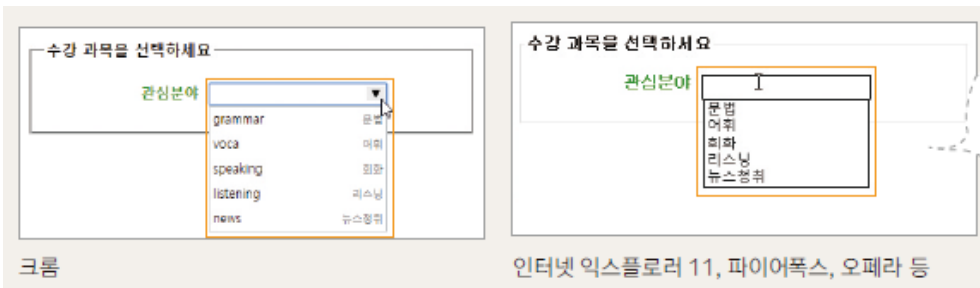 수강 과목을 선택하세요
관심분야
grammar 문법
voca 어휘
speaking 회화
listening 리스닝
news 뉴스청취
크롬
수강 과목을 선택하세요
관심분야
문법
어휘
회화
리스닝
뉴스청취
인터넷 익스플로러 11, 파이어폭스, 오페라 등